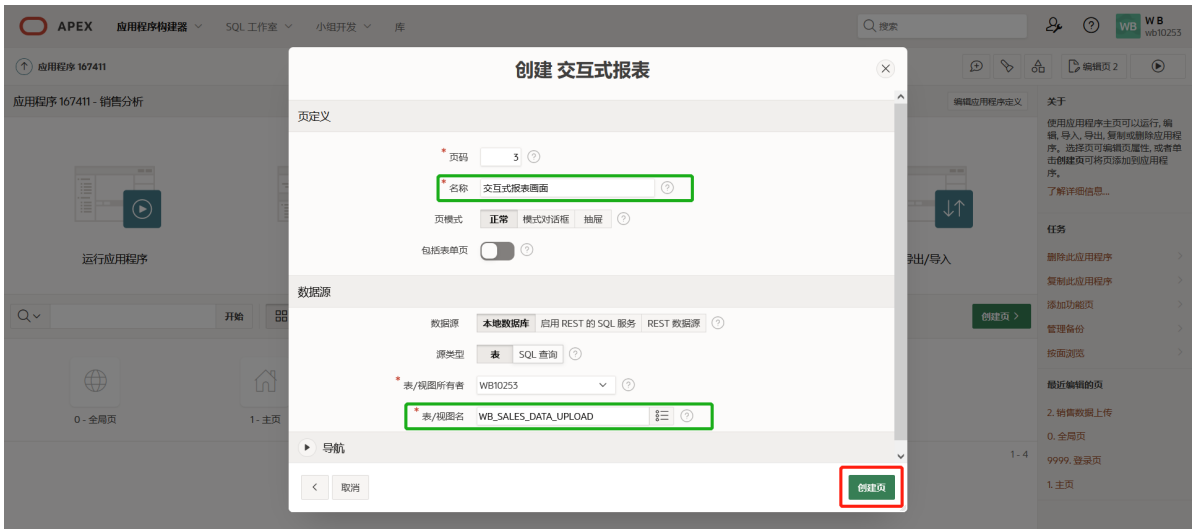 APEX 应用程序构建器 SQL 工作室 小组开发 库 搜索 WB W B
wb10253
应用程序 167411 编辑页 2
创建 交互式报表
应用程序 167411 - 销售分析 编辑应用程序定义
页定义
* 页码 3
* 名称 交互式报表画面
页模式 正常 模式对话框 抽屉
包括表单页
运行应用程序 导出/导入
数据源
数据源 本地数据库 启用 REST 的 SQL 服务 REST 数据源
源类型 表 SQL 查询
* 表/视图所有者 WB10253
* 表/视图名 WB_SALES_DATA_UPLOAD
导航
取消 创建页
开始 创建页
0 - 全局页 1 - 主页
1 - 4
关于
使用应用程序主页可以运行, 编
辑, 导入, 导出, 复制或删除应用程
序。选择页可编辑页属性, 或者单
击创建页可将页添加到应用程
序。
了解详细信息...
任务
删除此应用程序
复制此应用程序
添加功能页
管理备份
按面浏览
最近编辑的页
2. 销售数据上传
0. 全局页
9999. 登录页
1. 主页